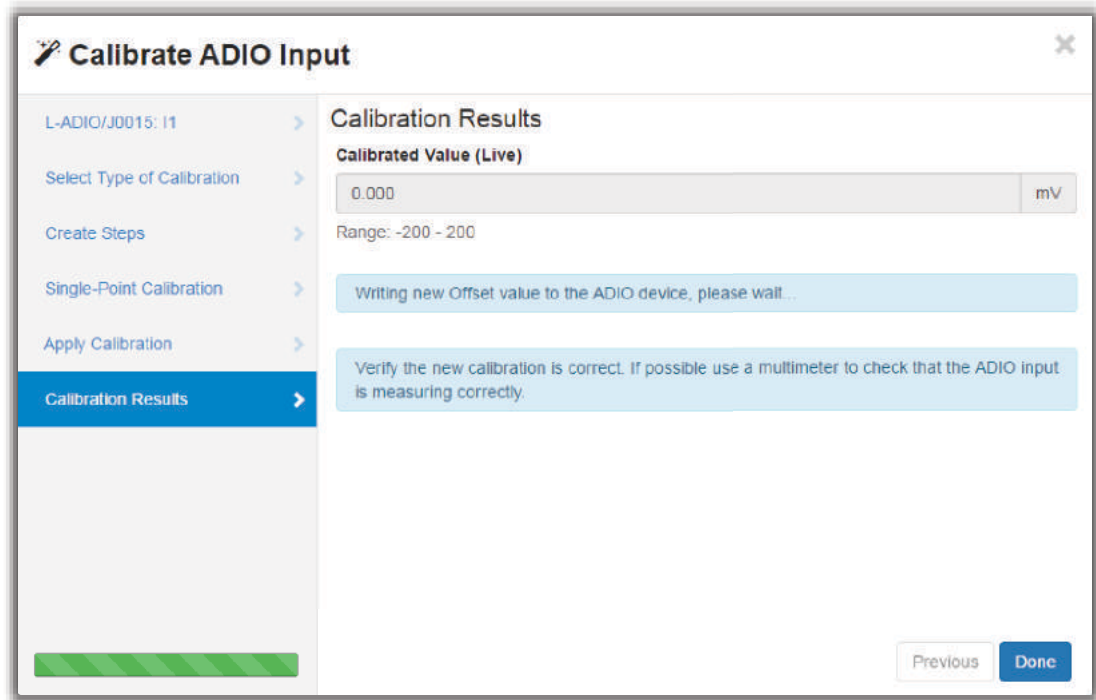 Calibrate ADIO Input
L-ADIO/J0015: I1
Select Type of Calibration
Create Steps
Single-Point Calibration
Apply Calibration
Calibration Results
Calibration Results
Calibrated Value (Live)
0.000 mV
Range: -200 - 200
Writing new Offset value to the ADIO device, please wait...
Verify the new calibration is correct. If possible use a multimeter to check that the ADIO input
is measuring correctly.
Previous Done